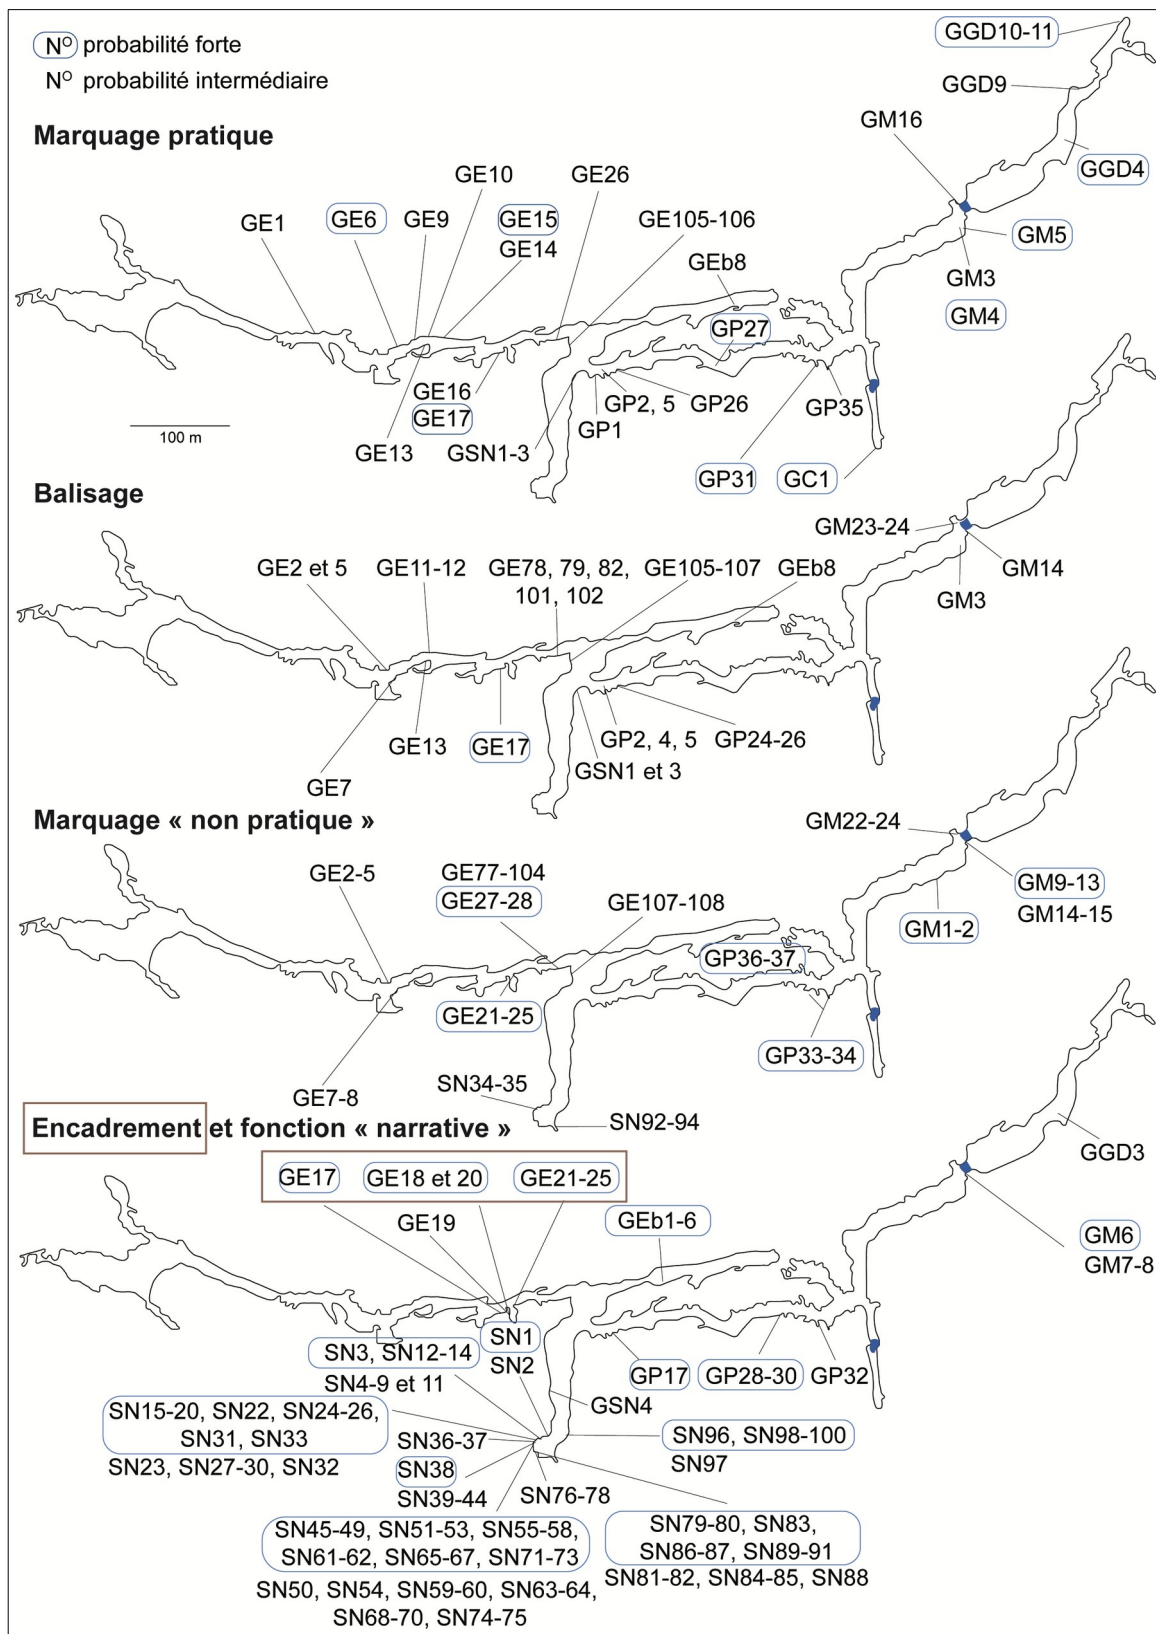 Nº probabilité forte
Nº probabilité intermédiaire
Marquage pratique
GGD10-11
GGD9
GM16
GGD4
GE10
GE26
GE1
GE6
GE9
GE15
GE14
GE105-106
GM5
GEb8
GM3
GM4
GP27
GE16
GE17
GP2, 5
GP26
GP35
GP1
100 m
GE13
GSN1-3
GP31
GC1
Balisage
GM23-24
GE2 et 5
GE11-12
GE78, 79, 82,
101, 102
GE105-107
GEb8
GM14
GM3
GE13
GE17
GP2, 4, 5
GP24-26
GSN1 et 3
GE7
Marquage « non pratique »
GM22-24
GE2-5
GE77-104
GE27-28
GE107-108
GM9-13
GM14-15
GM1-2
GP36-37
GE21-25
GP33-34
GE7-8
SN34-35
SN92-94
Encadrement et fonction « narrative »
GGD3
GE17
GE18 et 20
GE21-25
GE19
GEb1-6
GM6
GM7-8
SN1
SN2
SN3, SN12-14
SN4-9 et 11
GP17
GP28-30
GP32
GSN4
SN15-20, SN22, SN24-26,
SN31, SN33
SN23, SN27-30, SN32
SN36-37
SN38
SN39-44
SN96, SN98-100
SN97
SN76-78
SN45-49, SN51-53, SN55-58,
SN61-62, SN65-67, SN71-73
SN50, SN54, SN59-60, SN63-64,
SN68-70, SN74-75
SN79-80, SN83,
SN86-87, SN89-91
SN81-82, SN84-85, SN88